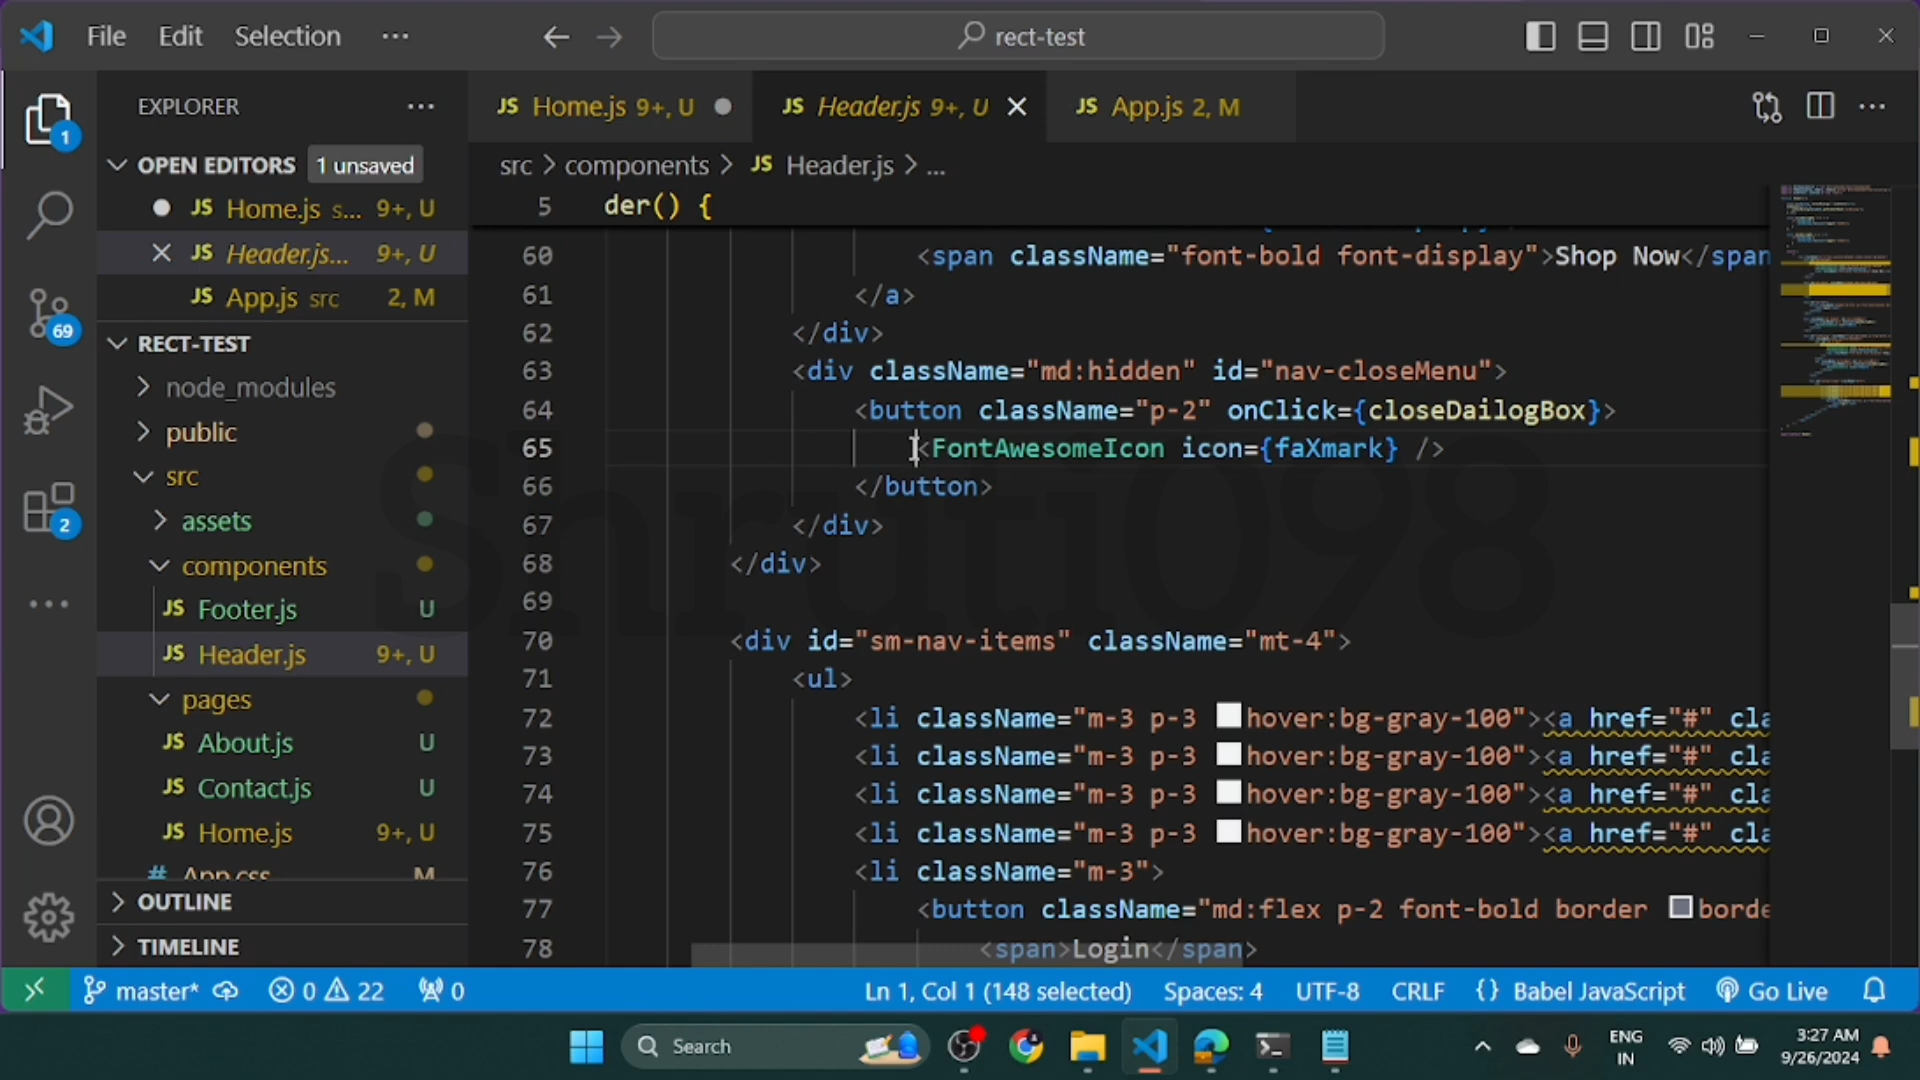 File Edit Selection ··· rect-test
EXPLORER ···
OPEN EDITORS 1 unsaved
JS Home.js s... 9+, U
JS Header.js... 9+, U
JS App.js src 2, M
RECT-TEST
node_modules
public
src
assets
components
JS Footer.js U
JS Header.js 9+, U
pages
JS About.js U
JS Contact.js U
JS Home.js 9+, U
# App.css M
OUTLINE
TIMELINE
1
69
2
JS Home.js 9+, U JS Header.js 9+, U JS App.js 2, M
src > components > JS Header.js > ...
5 der() {
60 <span className="font-bold font-display">Shop Now</span
61 </a>
62 </div>
63 <div className="md:hidden" id="nav-closeMenu">
64 <button className="p-2" onClick={closeDailogBox}>
65 <FontAwesomeIcon icon={faXmark} />
66 </button>
67 </div>
68 </div>
69
70 <div id="sm-nav-items" className="mt-4">
71 <ul>
72 <li className="m-3 p-3 hover:bg-gray-100"><a href="#" cla
73 <li className="m-3 p-3 hover:bg-gray-100"><a href="#" cla
74 <li className="m-3 p-3 hover:bg-gray-100"><a href="#" cla
75 <li className="m-3 p-3 hover:bg-gray-100"><a href="#" cla
76 <li className="m-3">
77 <button className="md:flex p-2 font-bold border borde
78 <span>Login</span>
Shruti098
master* 0 22 0 Ln 1, Col 1 (148 selected) Spaces: 4 UTF-8 CRLF {} Babel JavaScript Go Live
Search
ENG
IN
3:27 AM
9/26/2024